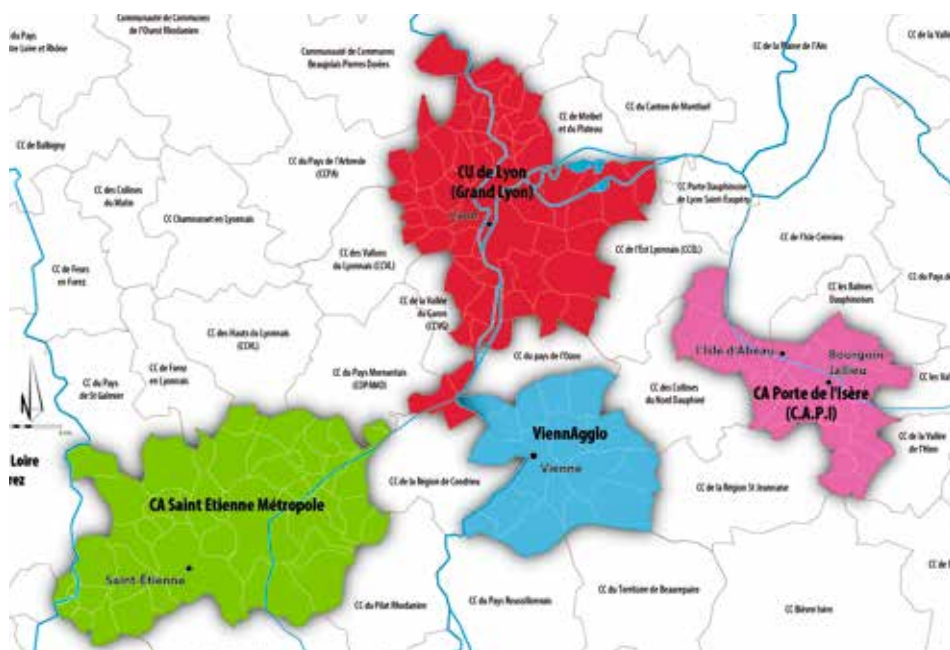 Communauté de Communes
de l'Ouest Rhodanien
du Pays
Loire et Rhône
Communauté de Communes
Beaujolais Pierres Dorées
CC de la Plaine de l'Ain
CC de la
CC de Balbigny
CC du Pays de l'Arbresle
(CCPA)
CC de Miribel
et du Plateau
CC du Canton de Montluel
CU de Lyon
(Grand Lyon)
Lyon
CC des Collines
du Matin
CC Chamousset en Lyonnais
CC Porte Dauphinoise
de Lyon Saint-Exupéry
CC de l'Isle Crémieu
CC des Vallons
du Lyonnais (CCVL)
CC de l'Est Lyonnais (CCEL)
CC de Feurs
en Forez
CC du Pays de
CC les Balmes
Dauphinoises
CC de la Vallée
du Garon
(CCVG)
CC des Hauts du Lyonnais
(CCHL)
CC du pays de l'Ozon
l'Isle d'Abeau
Bourgoin
Jallieu
CC de Forez
en Lyonnais
CC du Pays Mornantais
(COPAMO)
CC du Pays
de St Galmier
CC des Collines
du Nord Dauphiné
CC les
CA Porte de l'Isère
(C.A.P.I)
N
ViennAgglo
Vienne
CC de la Vallée
de l'Hien
Loire
rez
CC de la Région de Condrieu
CC de la Région St Jeannaise
CA Saint Etienne Métropole
Saint-Étienne
CC du Pilat Rhodanien
CC du Pays Roussillonnais
CC du Territoire de Beaurepaire
CC Bièvre Isère
CC de